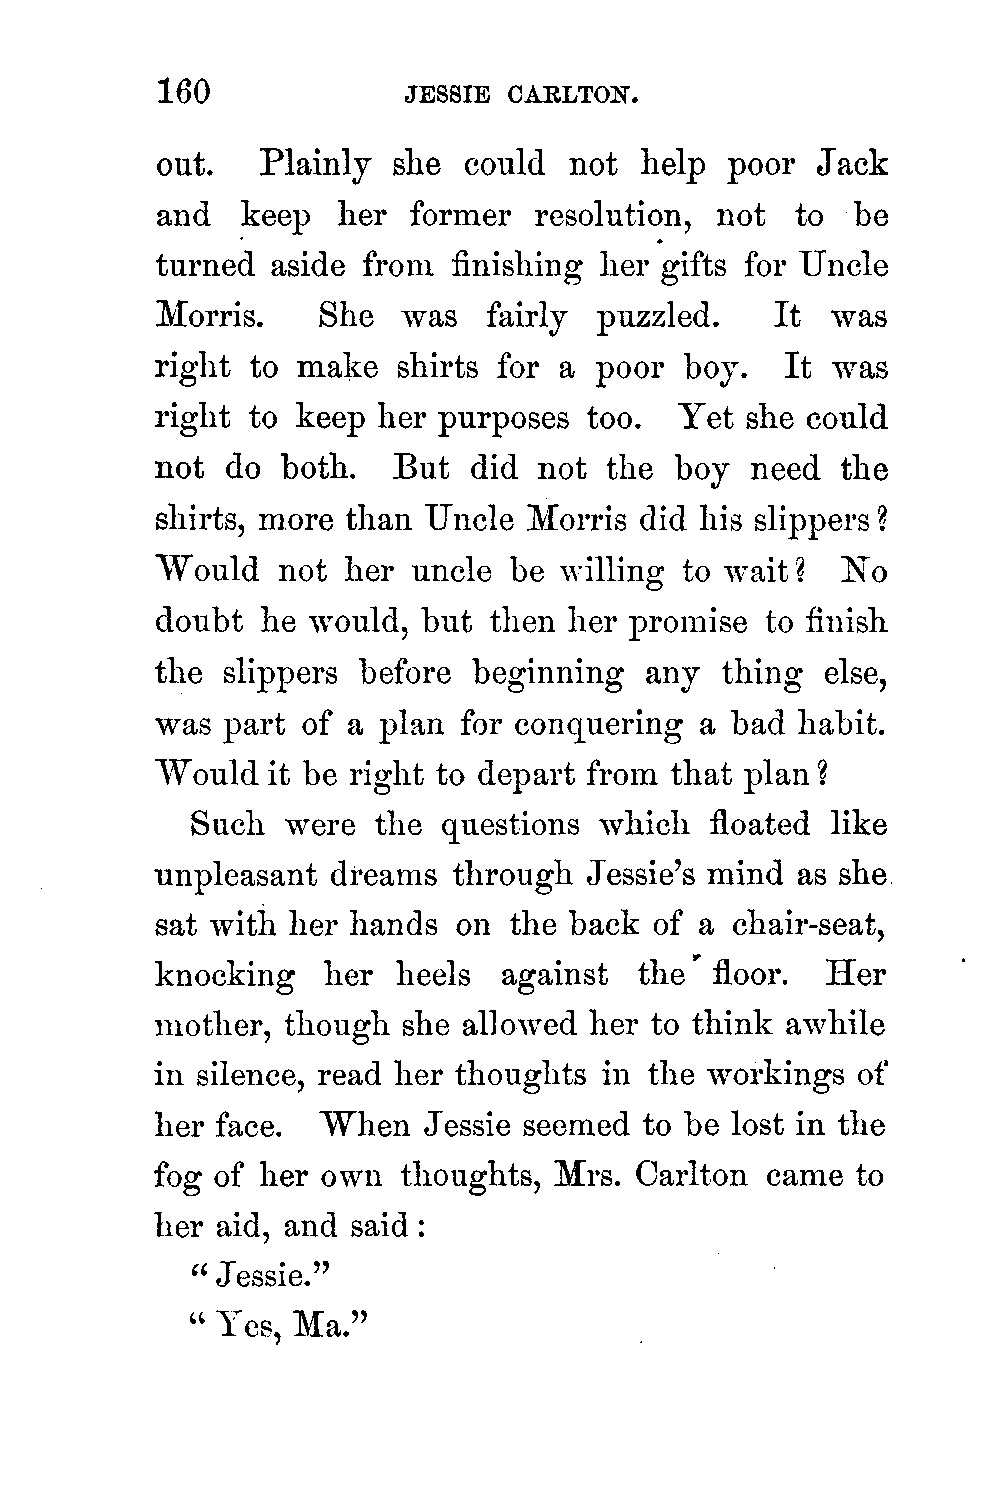 160 JESSIE CARLTON.
out. Plainly she could not help poor Jack
and keep her former resolution, not to be
turned aside from finishing her gifts for Uncle
Morris. She was fairly puzzled. It was
right to make shirts for a poor boy. It was
right to keep her purposes too. Yet she could
not do both. But did not the boy need the
shirts, more than Uncle Morris did his slippers?
Would not her uncle be willing to wait? No
doubt he would, but then her promise to finish
the slippers before beginning any thing else,
was part of a plan for conquering a bad habit.
Would it be right to depart from that plan?
Such were the questions which floated like
unpleasant dreams through Jessie's mind as she
sat with her hands on the back of a chair-seat,
knocking her heels against the floor. Her
mother, though she allowed her to think awhile
in silence, read her thoughts in the workings of
her face. When Jessie seemed to be lost in the
fog of her own thoughts, Mrs. Carlton came to
her aid, and said:
"Jessie."
"Yes, Ma."